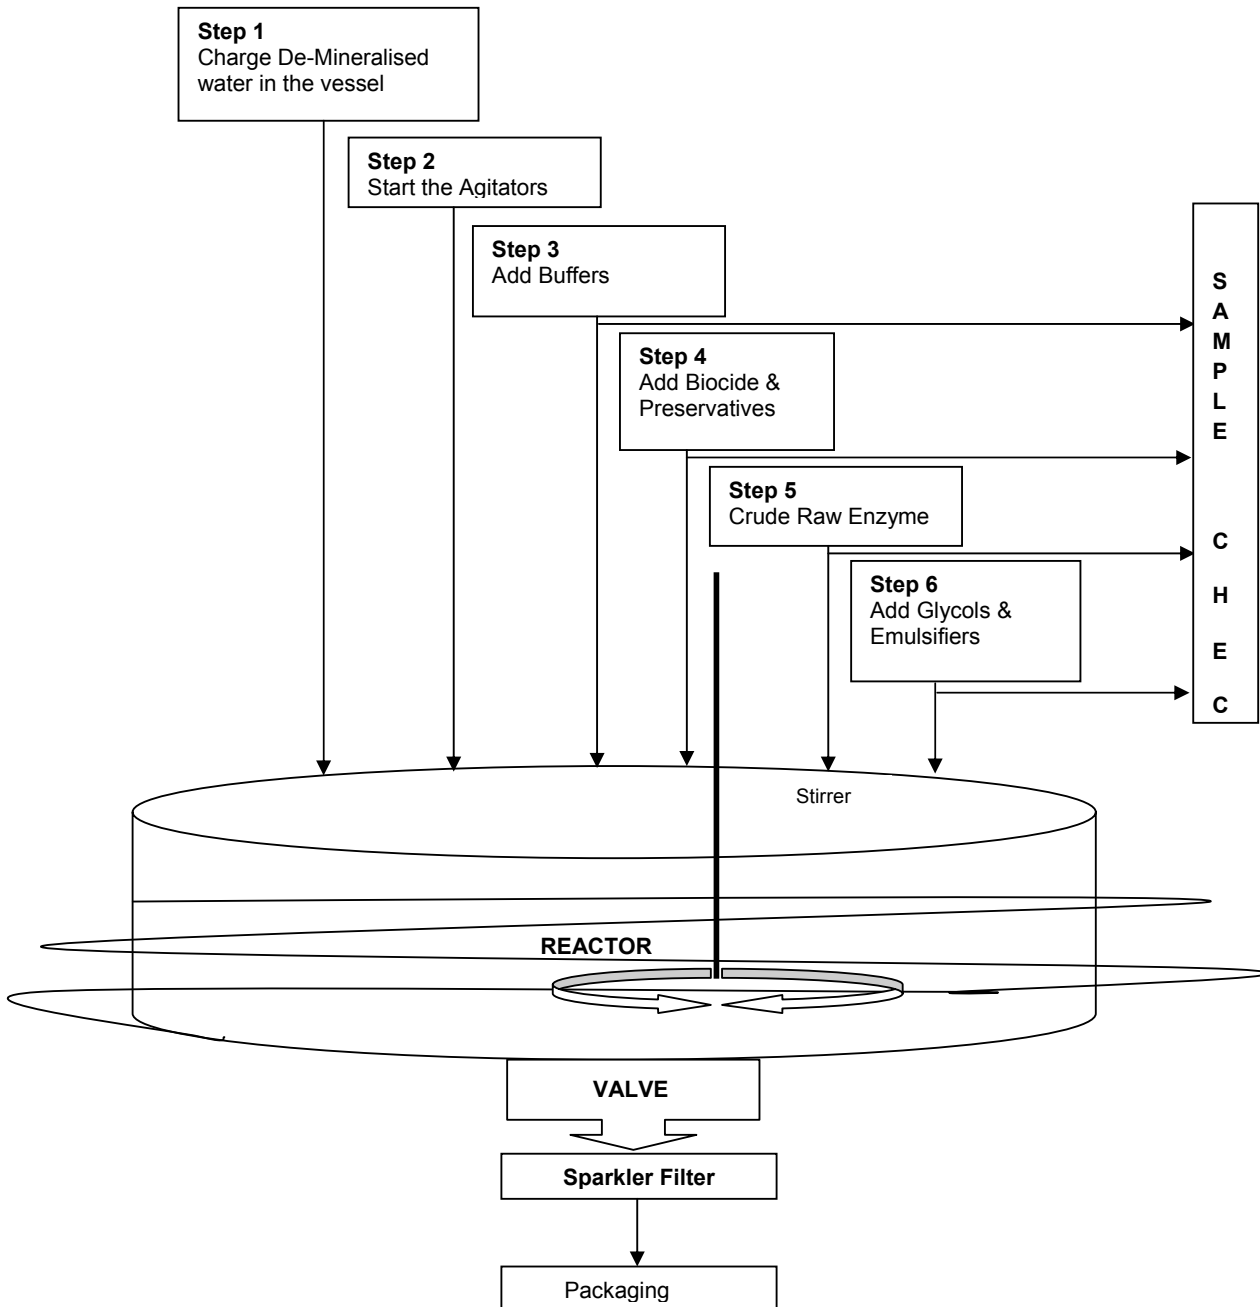 Step 1
Charge De-Mineralised
water in the vessel
Step 2
Start the Agitators
Step 3
Add Buffers
Step 4
Add Biocide &
Preservatives
Step 5
Crude Raw Enzyme
Step 6
Add Glycols &
Emulsifiers
S
A
M
P
L
E
C
H
E
C
Stirrer
REACTOR
VALVE
Sparkler Filter
Packaging